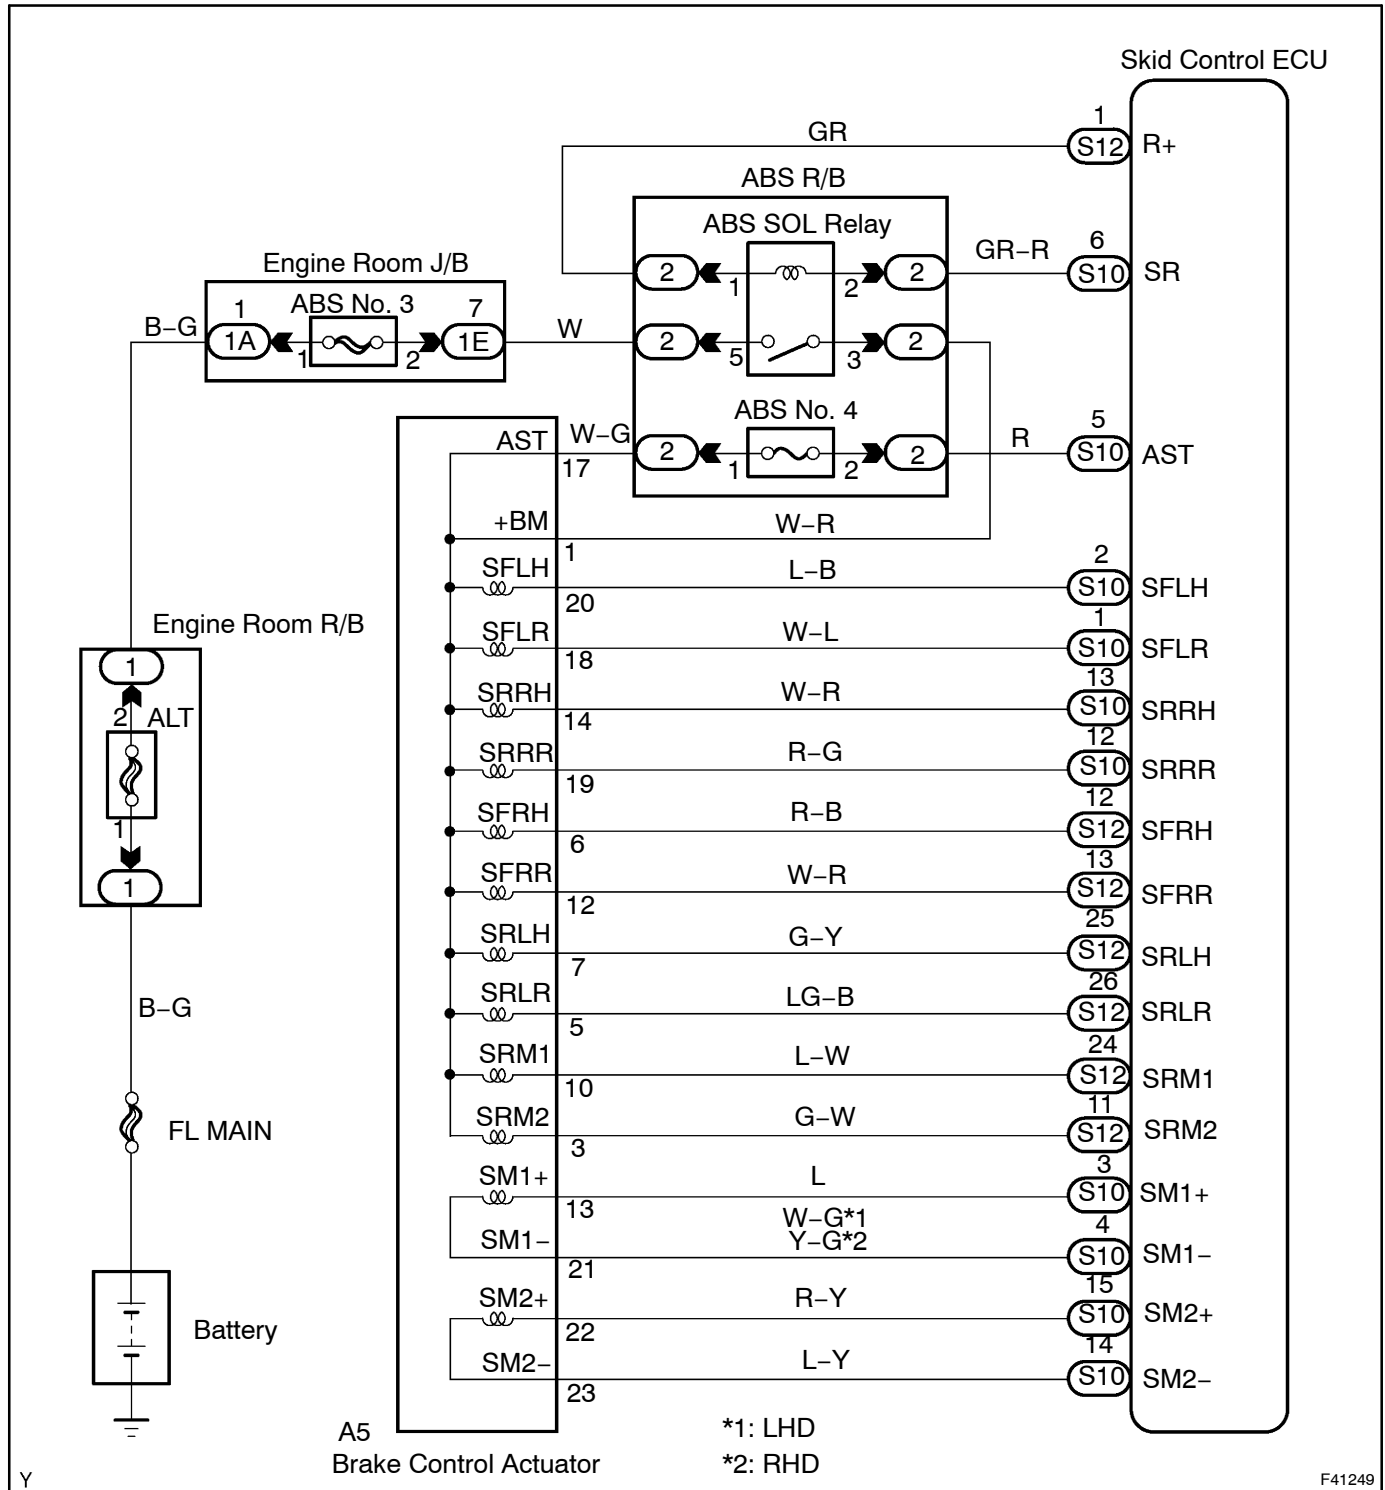 Skid Control ECU
1
GR
S12
R+
ABS R/B
ABS SOL Relay
6
GR-R
2
1
2
2
S10
SR
Engine Room J/B
1
ABS No. 3
7
B-G
1A
1
2
1E
W
2
5
3
2
ABS No. 4
5
AST
W-G
17
2
1
2
2
R
S10
AST
+BM
1
W-R
2
SFLH
20
L-B
S10
SFLH
Engine Room R/B
1
SFLR
18
W-L
S10
SFLR
1
2
ALT
1
1
13
SRRH
14
W-R
S10
SRRH
12
SRRR
19
R-G
S10
SRRR
12
SFRH
6
R-B
S12
SFRH
13
SFRR
12
W-R
S12
SFRR
25
SRLH
7
G-Y
S12
SRLH
B-G
26
SRLR
5
LG-B
S12
SRLR
24
SRM1
10
L-W
S12
SRM1
FL MAIN
11
SRM2
3
G-W
S12
SRM2
3
SM1+
13
L
S10
SM1+
W-G*1
Y-G*2
4
SM1-
21
S10
SM1-
15
SM2+
22
R-Y
S10
SM2+
Battery
14
SM2-
23
L-Y
S10
SM2-
A5
Brake Control Actuator
*1: LHD
*2: RHD
Y
F41249